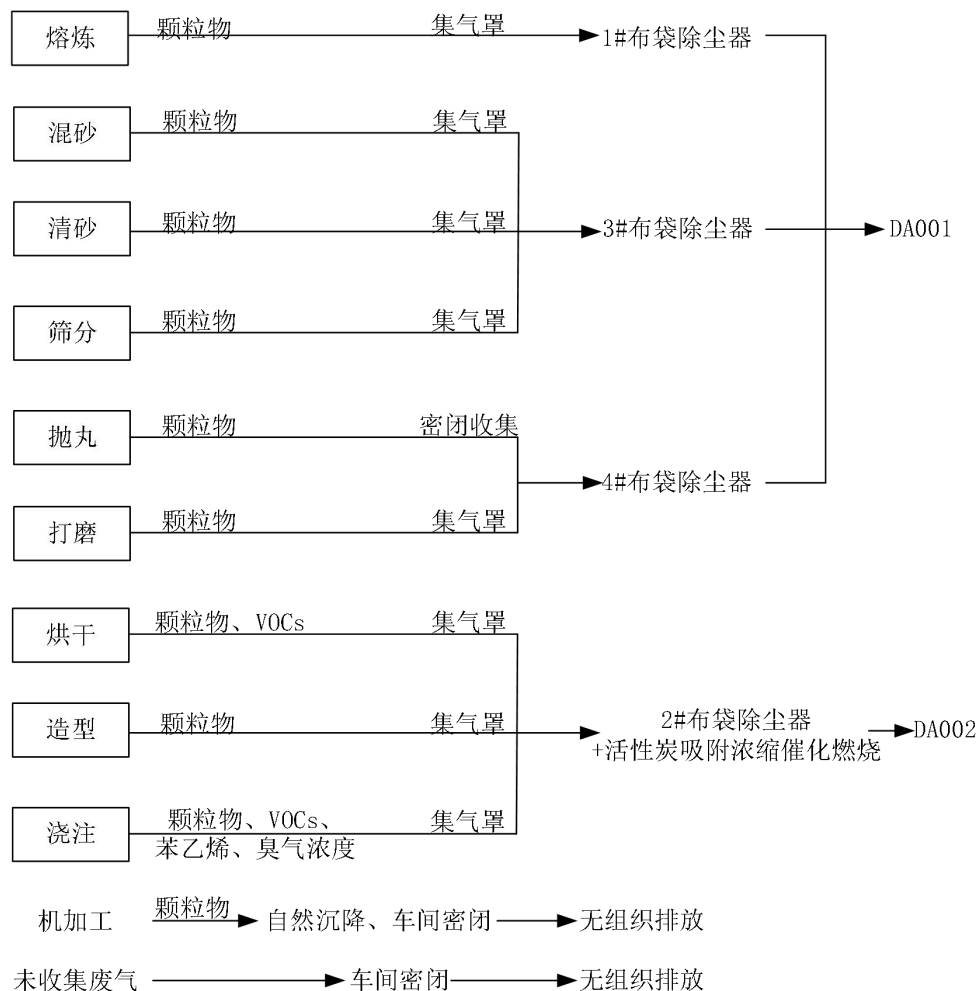 熔炼 颗粒物 集气罩 1#布袋除尘器
混砂 颗粒物 集气罩
清砂 颗粒物 集气罩 3#布袋除尘器 DA001
筛分 颗粒物 集气罩
抛丸 颗粒物 密闭收集
4#布袋除尘器
打磨 颗粒物 集气罩
烘干 颗粒物、VOCs 集气罩
造型 颗粒物 集气罩 2#布袋除尘器 DA002
+活性炭吸附浓缩催化燃烧
浇注 颗粒物、VOCs、 集气罩
苯乙烯、臭气浓度
机加工 颗粒物 自然沉降、车间密闭 无组织排放
未收集废气 车间密闭 无组织排放